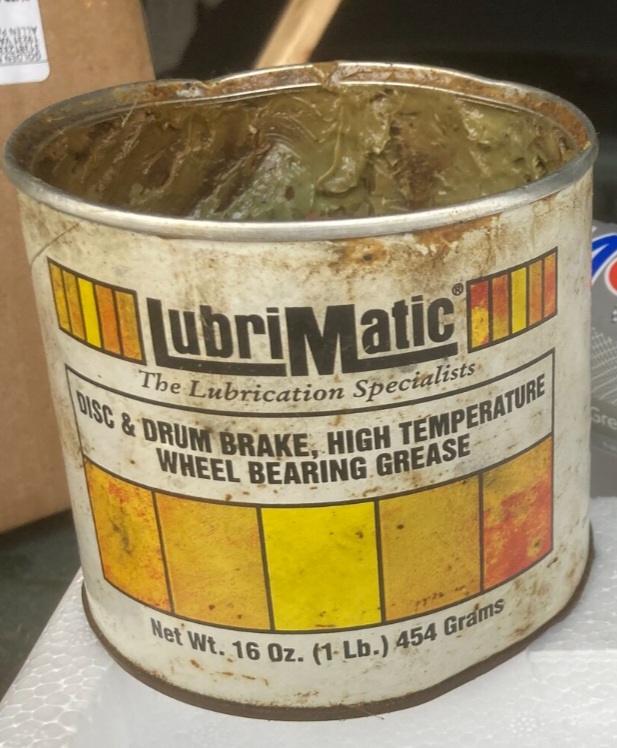 LubriMatic®
The Lubrication Specialists
DISC & DRUM BRAKE, HIGH TEMPERATURE
WHEEL BEARING GREASE
Net Wt. 16 Oz. (1 Lb.) 454 Grams